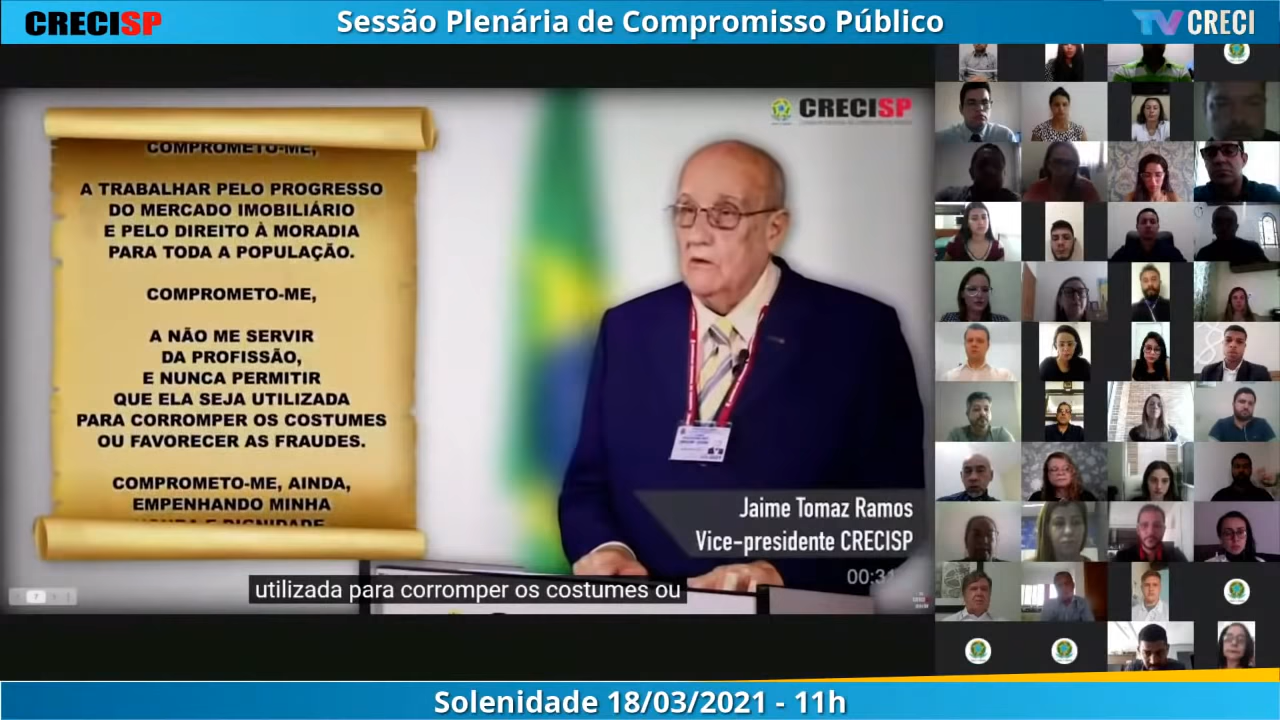 CRECISP
Sessão Plenária de Compromisso Público
TV CRECI
CRECISP
COMPROMETO-ME,
A TRABALHAR PELO PROGRESSO
DO MERCADO IMOBILIÁRIO
E PELO DIREITO À MORADIA
PARA TODA A POPULAÇÃO.
COMPROMETO-ME,
A NÃO ME SERVIR
DA PROFISSÃO,
E NUNCA PERMITIR
QUE ELA SEJA UTILIZADA
PARA CORROMPER OS COSTUMES
OU FAVORECER AS FRAUDES.
COMPROMETO-ME, AINDA,
EMPENHANDO MINHA
Jaime Tomaz Ramos
Vice-presidente CRECISP
00:31
utilizada para corromper os costumes ou
Solenidade 18/03/2021 - 11h